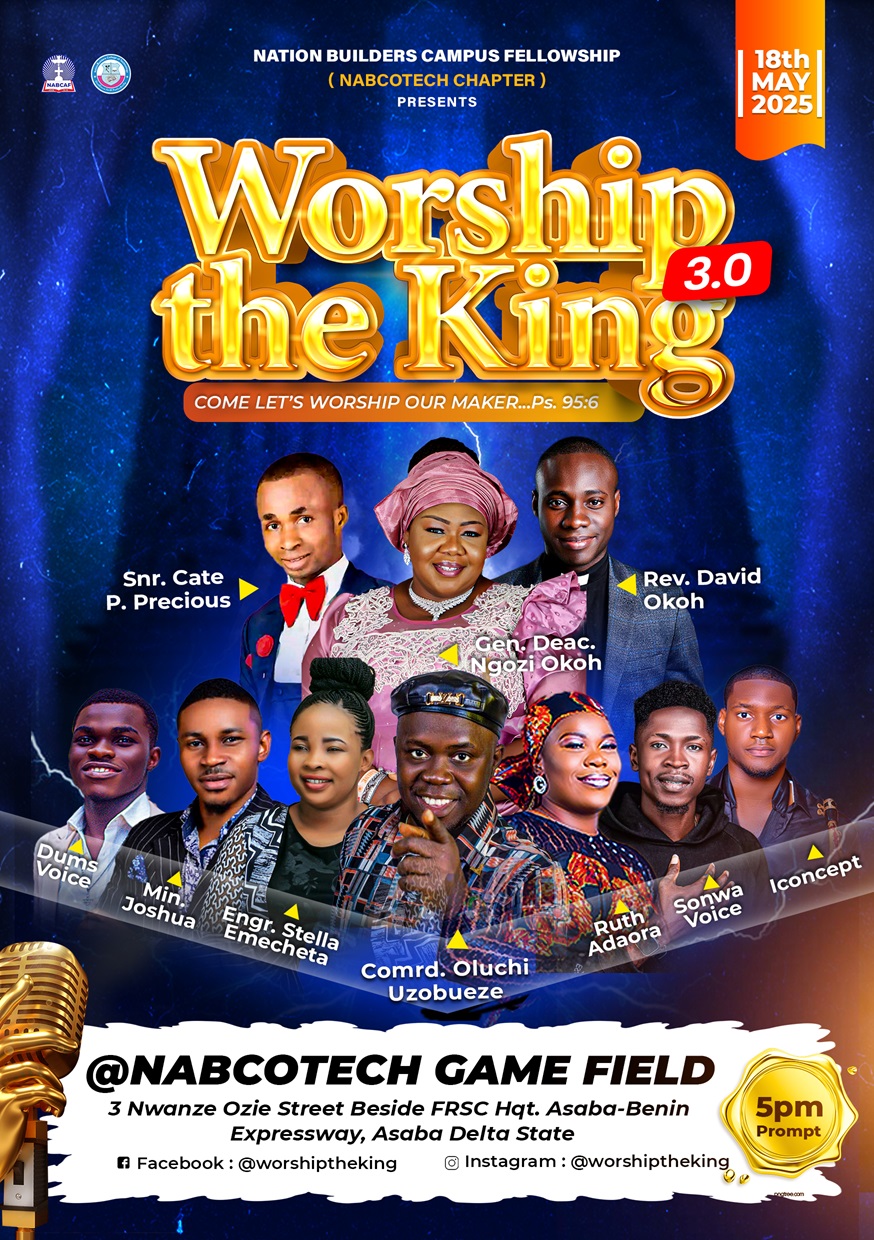 NABCAF
NATION BUILDERS CAMPUS FELLOWSHIP
( NABCOTECH CHAPTER )
PRESENTS
18th
MAY
2025
Worship
the King
3.0
COME LET'S WORSHIP OUR MAKER...Ps. 95:6
Snr. Cate
P. Precious
Rev. David
Okoh
Gen. Deac.
Ngozi Okoh
Dums
Voice
Min.
Joshua
Engr. Stella
Emecheta
Comrd. Oluchi
Uzobueze
Ruth
Adaora
Sonwa
Voice
Iconcept
@NABCOTECH GAME FIELD
3 Nwanze Ozie Street Beside FRSC Hqt. Asaba-Benin
Expressway, Asaba Delta State
Facebook : @worshiptheking
Instagram : @worshiptheking
5pm
Prompt
pngtree.com